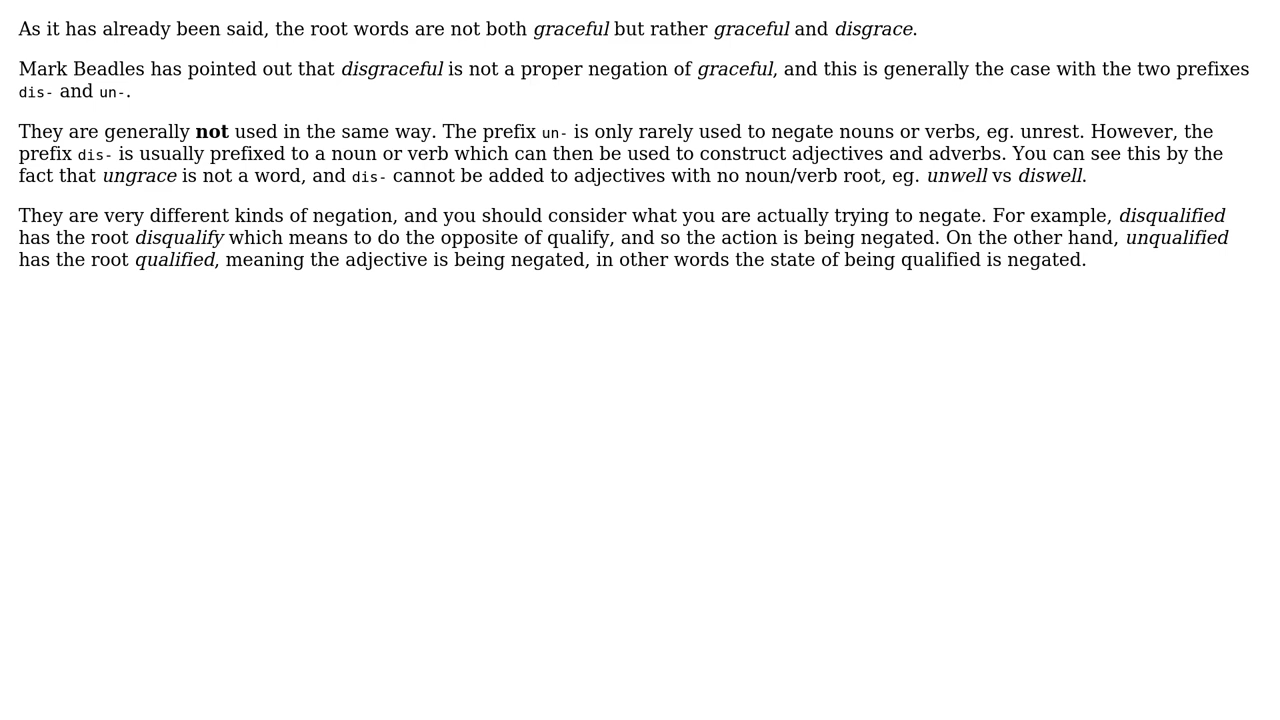 As it has already been said, the root words are not both graceful but rather graceful and disgrace.
Mark Beadles has pointed out that disgraceful is not a proper negation of graceful, and this is generally the case with the two prefixes
dis- and un-.
They are generally not used in the same way. The prefix un- is only rarely used to negate nouns or verbs, eg. unrest. However, the
prefix dis- is usually prefixed to a noun or verb which can then be used to construct adjectives and adverbs. You can see this by the
fact that ungrace is not a word, and dis- cannot be added to adjectives with no noun/verb root, eg. unwell vs diswell.
They are very different kinds of negation, and you should consider what you are actually trying to negate. For example, disqualified
has the root disqualify which means to do the opposite of qualify, and so the action is being negated. On the other hand, unqualified
has the root qualified, meaning the adjective is being negated, in other words the state of being qualified is negated.